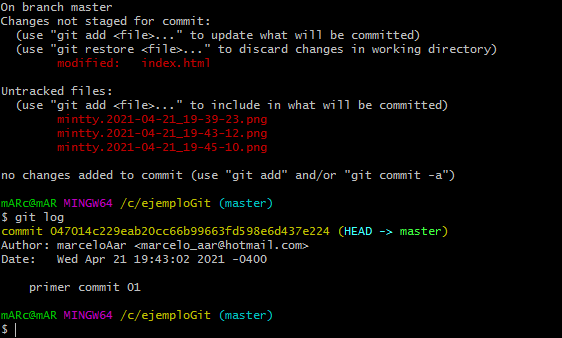 On branch master
Changes not staged for commit:
  (use "git add <file>..." to update what will be committed)
  (use "git restore <file>..." to discard changes in working directory)
        modified:   index.html

Untracked files:
  (use "git add <file>..." to include in what will be committed)
        mintty.2021-04-21_19-39-23.png
        mintty.2021-04-21_19-43-12.png
        mintty.2021-04-21_19-45-10.png

no changes added to commit (use "git add" and/or "git commit -a")

mARc@mAR MINGW64 /c/ejemploGit (master)
$ git log
commit 047014c229eab20cc66b99663fd598e6d437e224 (HEAD -> master)
Author: marceloAar <marcelo_aar@hotmail.com>
Date:   Wed Apr 21 19:43:02 2021 -0400

    primer commit 01

mARc@mAR MINGW64 /c/ejemploGit (master)
$